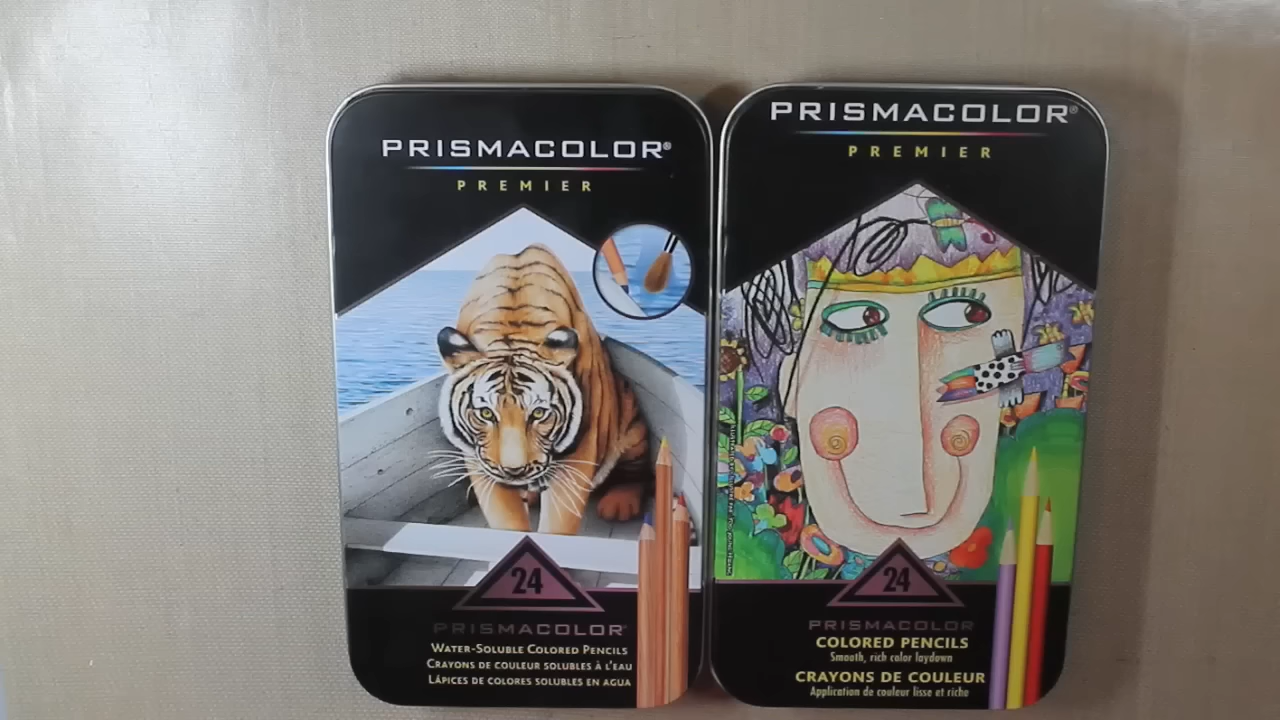 PRISMACOLOR®
PREMIER
24
PRISMACOLOR®
WATER-SOLUBLE COLORED PENCILS
CRAYONS DE COULEUR SOLUBLES À L'EAU
LÁPICES DE COLORES SOLUBLES EN AGUA
PRISMACOLOR®
PREMIER
24
PRISMACOLOR
COLORED PENCILS
Smooth, rich color laydown
CRAYONS DE COULEUR
Application de couleur lisse et riche